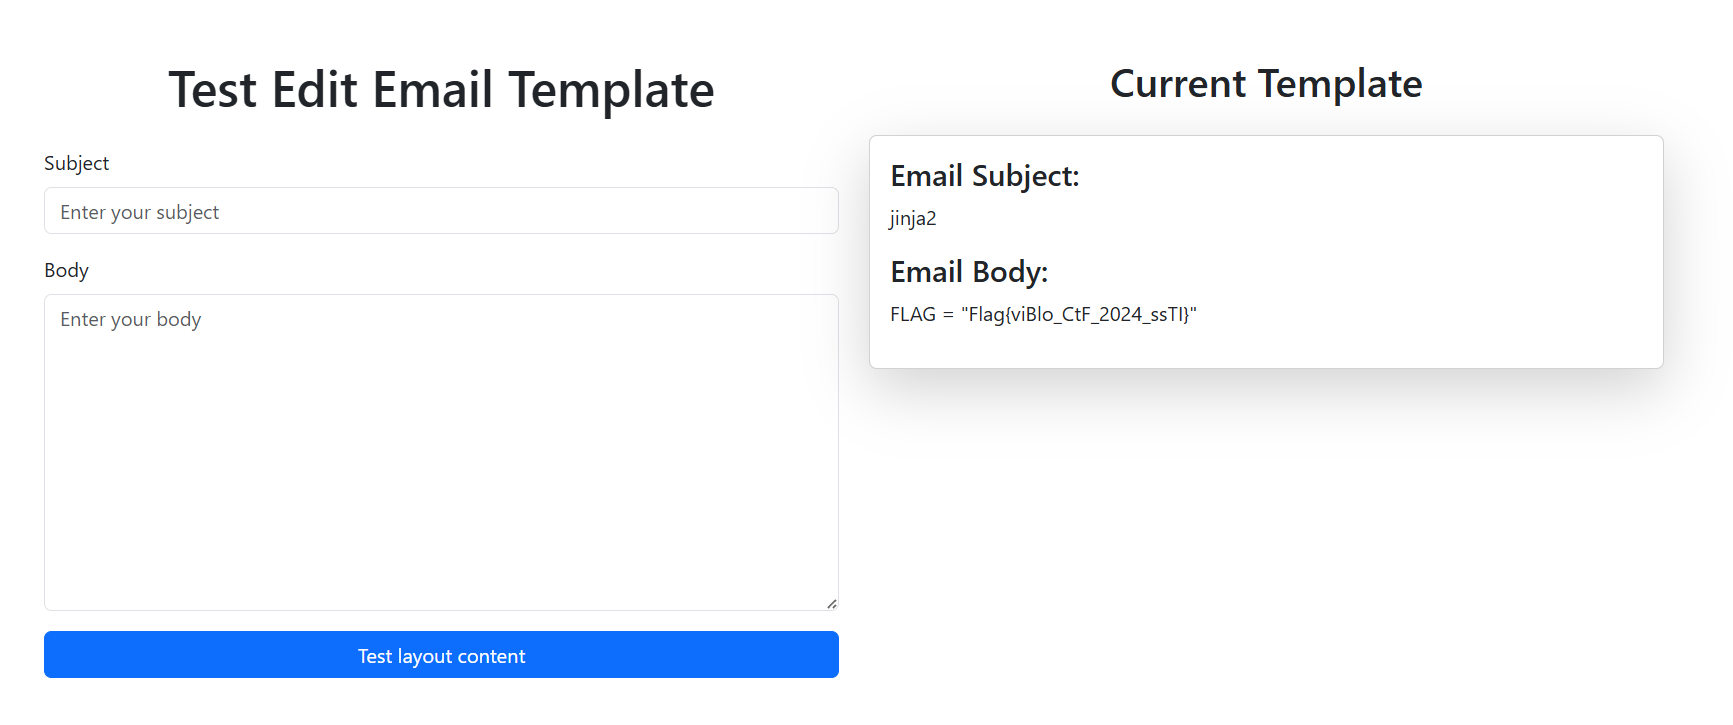 Test Edit Email Template
Subject
Enter your subject
Body
Enter your body
Test layout content
Current Template
Email Subject:
jinja2
Email Body:
FLAG = "Flag{viBlo_CtF_2024_ssTI}"